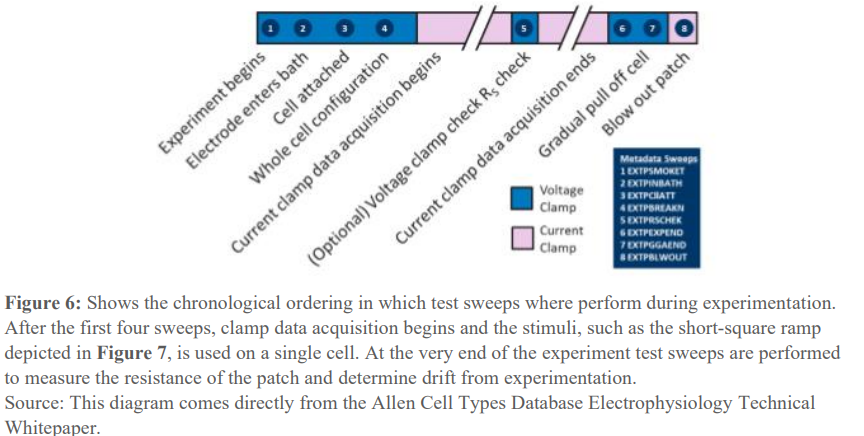 1 2 3 4 5 6 7 8
Experiment begins
Electrode enters bath
Cell attached
Whole cell configuration
Current clamp data acquisition begins
(Optional) Voltage clamp check RS check
Current clamp data acquisition ends
Gradual pull off cell
Blow out patch
Voltage
Clamp
Current
Clamp
Metadata Sweeps
1 EXTPSMOKET
2 EXTPINBATH
3 EXTPCllATT
4 EXTPBREAKN
5 EXTPRSCHEK
6 EXTPEXPEND
7 EXTPGGAEND
8 EXTPBLWOUT
Figure 6: Shows the chronological ordering in which test sweeps where perform during experimentation.
After the first four sweeps, clamp data acquisition begins and the stimuli, such as the short-square ramp
depicted in Figure 7, is used on a single cell. At the very end of the experiment test sweeps are performed
to measure the resistance of the patch and determine drift from experimentation.
Source: This diagram comes directly from the Allen Cell Types Database Electrophysiology Technical
Whitepaper.